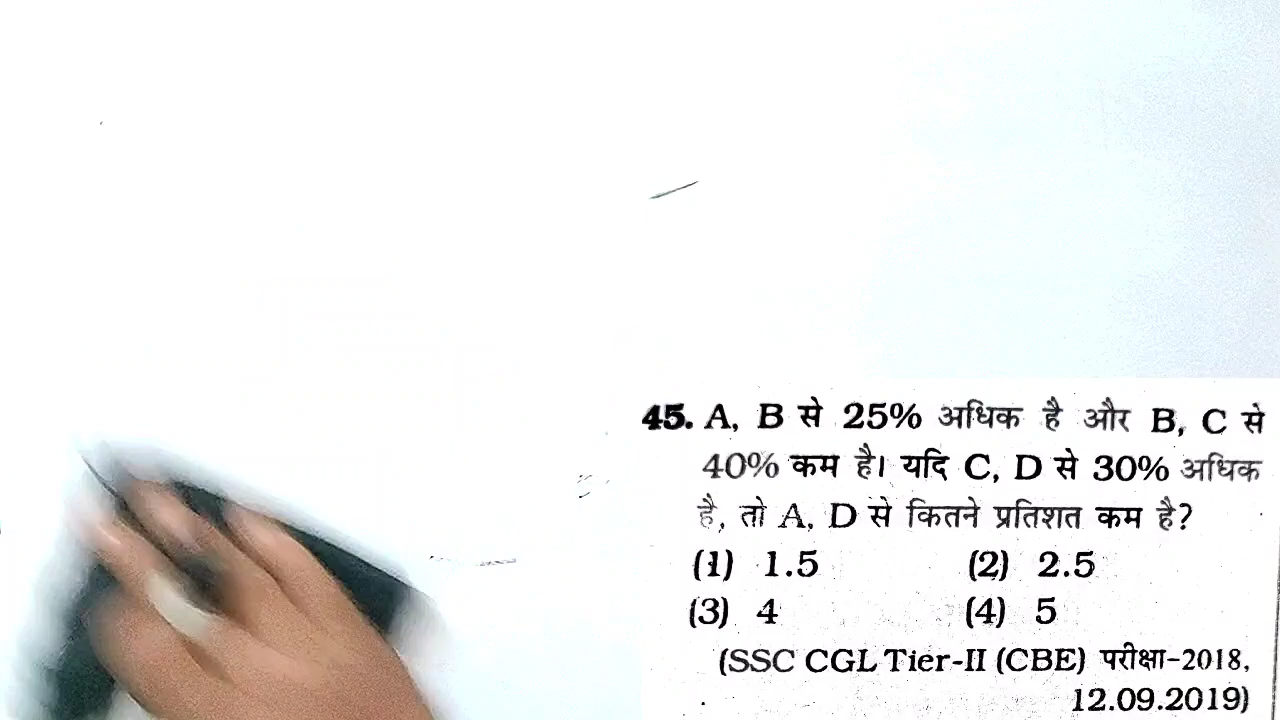 45. A, B से 25% अधिक है और B, C से
40% कम है। यदि C, D से 30% अधिक
है, तो A, D से कितने प्रतिशत कम है?
(1) 1.5 (2) 2.5
(3) 4 (4) 5
(SSC CGL Tier-II (CBE) परीक्षा-2018,
12.09.2019)